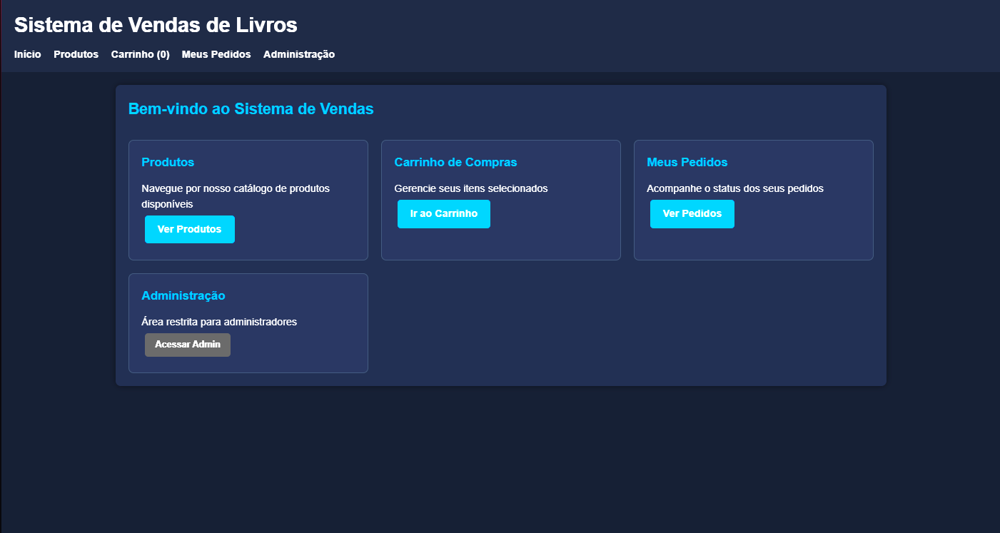 Sistema de Vendas de Livros
Início Produtos Carrinho (0) Meus Pedidos Administração
Bem-vindo ao Sistema de Vendas
Produtos
Navegue por nosso catálogo de produtos
disponíveis
Ver Produtos
Carrinho de Compras
Gerencie seus itens selecionados
Ir ao Carrinho
Meus Pedidos
Acompanhe o status dos seus pedidos
Ver Pedidos
Administração
Área restrita para administradores
Acessar Admin